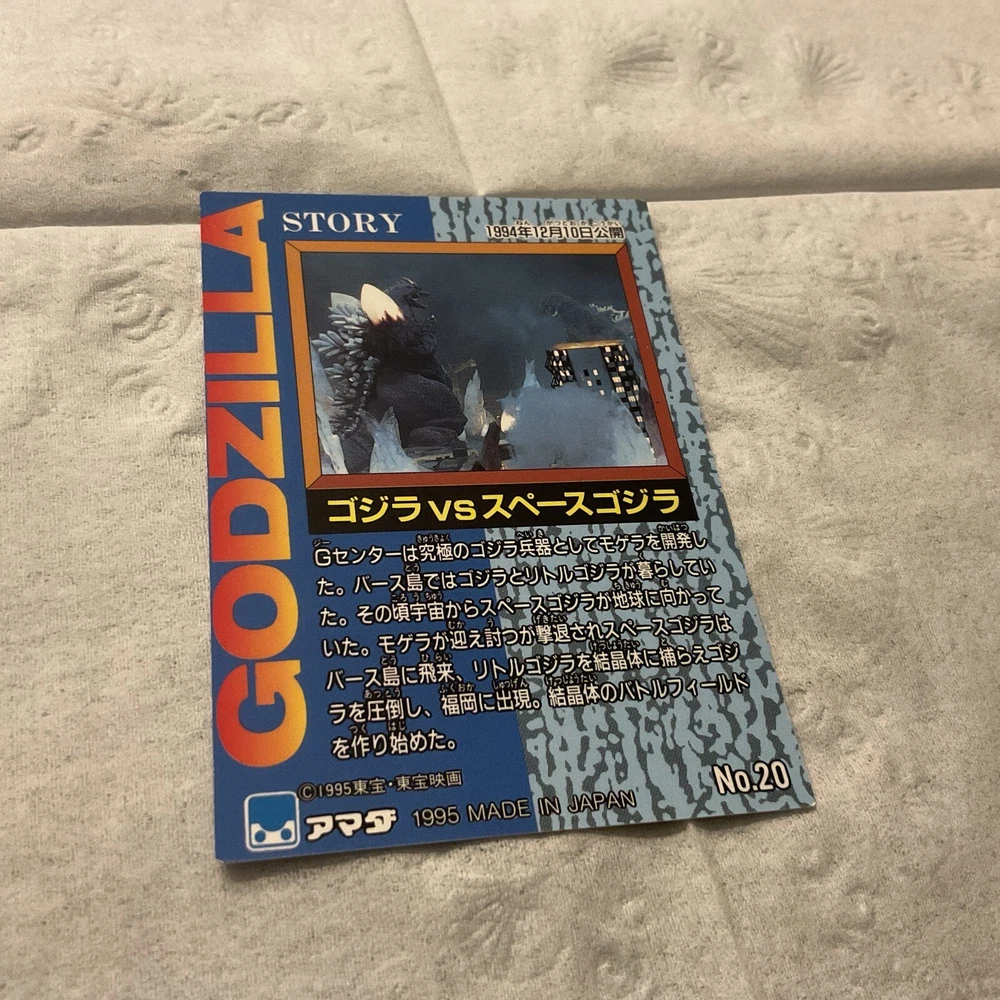 GODZILLA
STORY
1994年12月10日公開
ゴジラVSスペースゴジラ
Gセンターは究極のゴジラ兵器としてモゲラを開発し
た。バース島ではゴジラとリトルゴジラが暮らしてい
た。その頃宇宙からスペースゴジラが地球に向かって
いた。モゲラが迎え討つが撃退されスペースゴジラは
バース島に飛来、リトルゴジラを結晶体に捕らえゴジ
ラを圧倒し、福岡に出現。結晶体のバトルフィールド
を作り始めた。
©1995東宝・東宝映画
No.20
アマダ 1995 MADE IN JAPAN